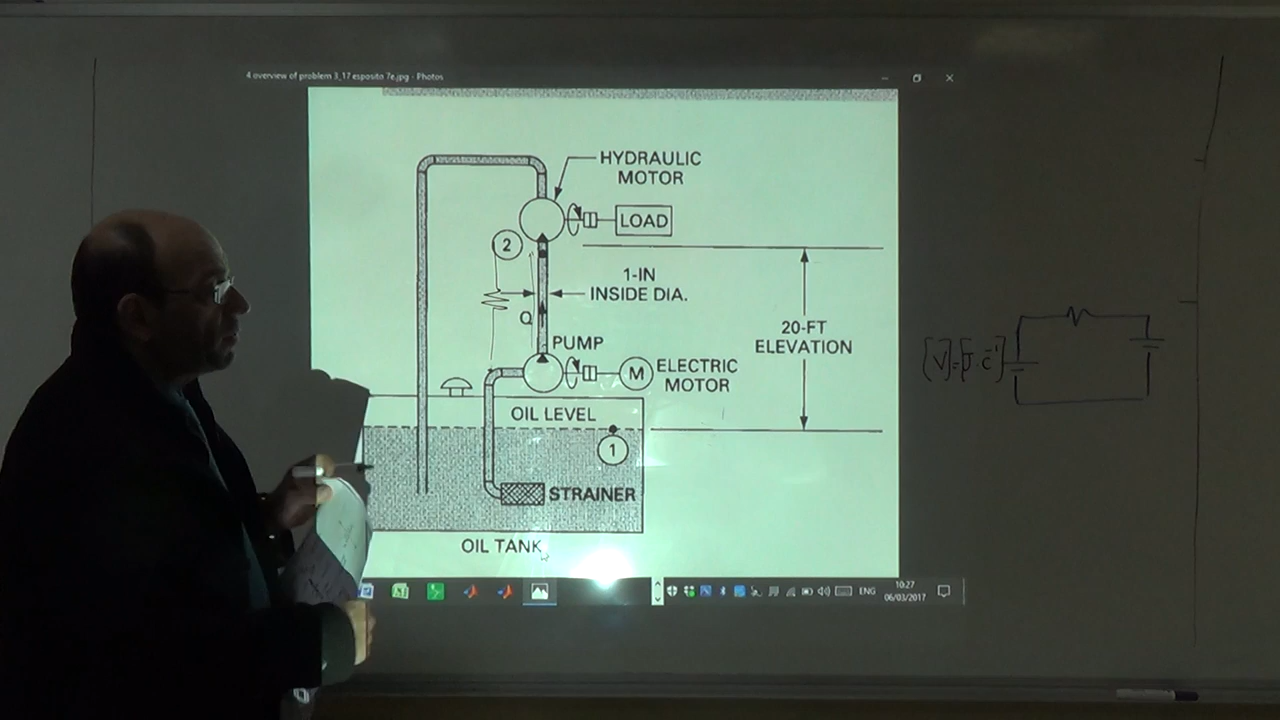 4 overview of problem 3_17 esposito 7e.jpg - Photos
HYDRAULIC
MOTOR
LOAD
2
1-IN
INSIDE DIA.
Q
20-FT
ELEVATION
PUMP
M
ELECTRIC
MOTOR
OIL LEVEL
1
STRAINER
OIL TANK
[V]=[J·C⁻¹]
ENG
10:27
06/03/2017